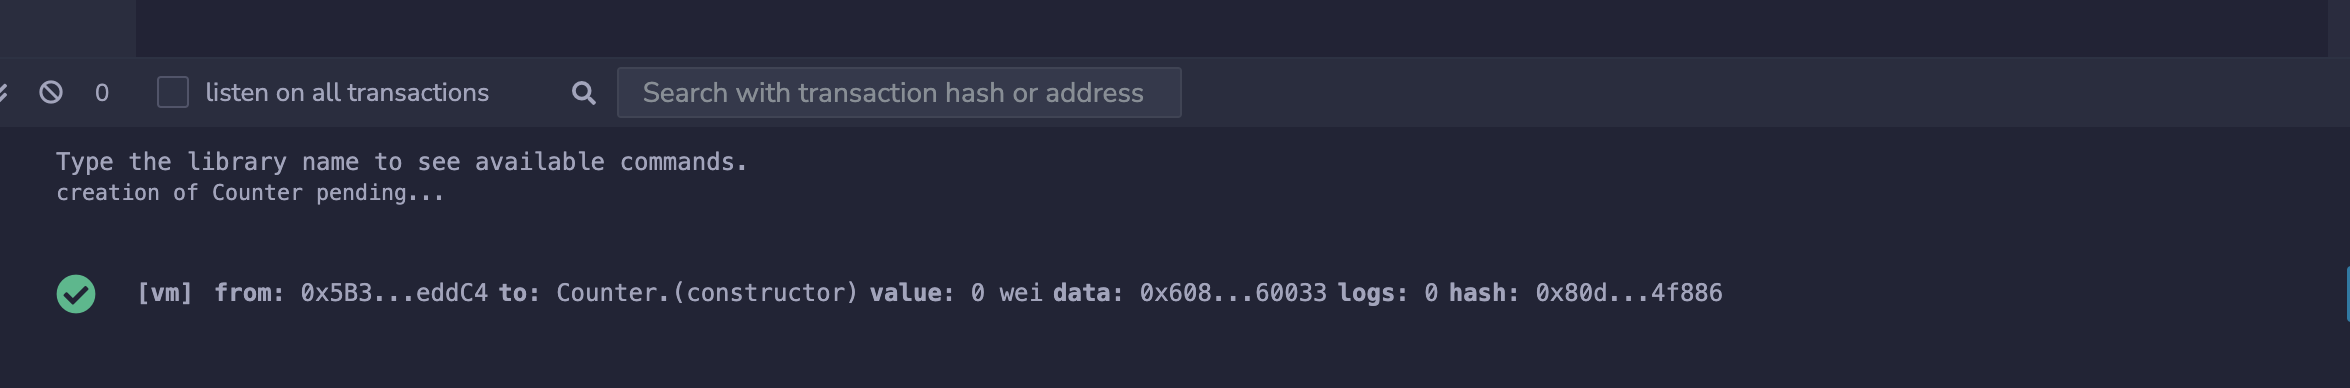 0 listen on all transactions Search with transaction hash or address
Type the library name to see available commands.
creation of Counter pending...
[vm] from: 0x5B3...eddC4 to: Counter.(constructor) value: 0 wei data: 0x608...60033 logs: 0 hash: 0x80d...4f886